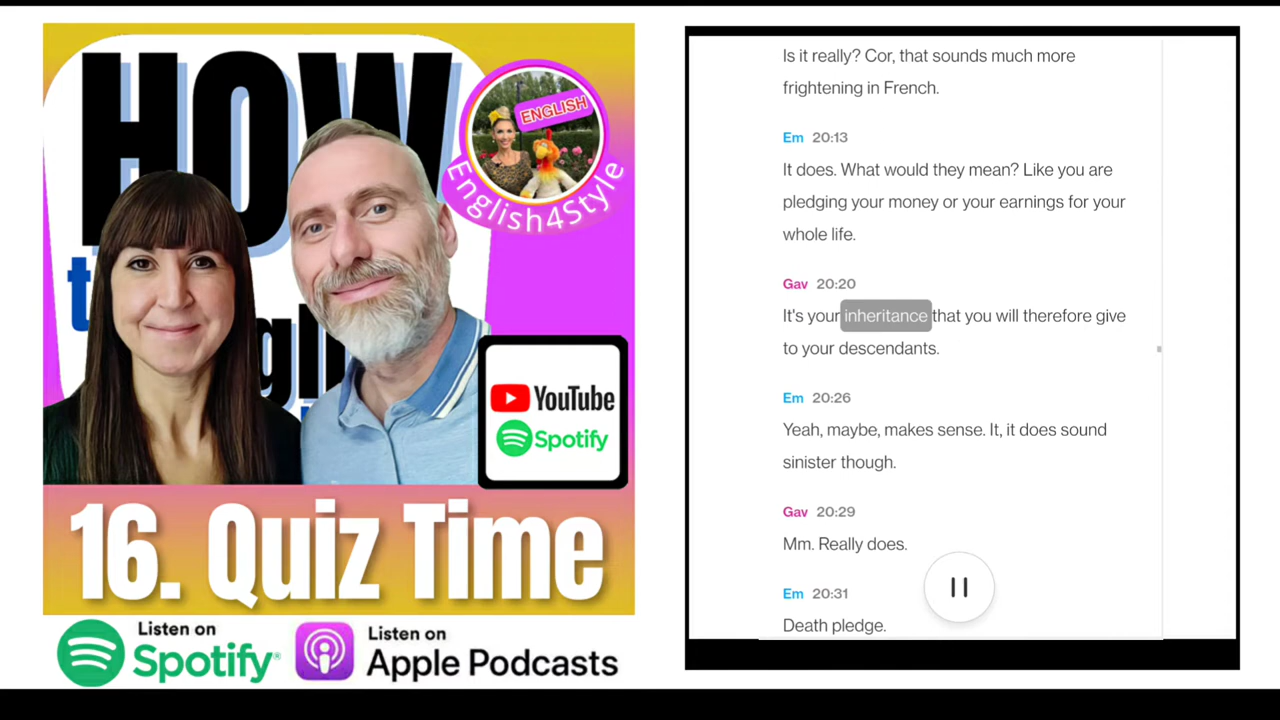 HOW
t
gli
ENGLISH
English4Style
YouTube
Spotify
16. Quiz Time
Listen on
Spotify®
Listen on
Apple Podcasts
Is it really? Cor, that sounds much more
frightening in French.
Em 20:13
It does. What would they mean? Like you are
pledging your money or your earnings for your
whole life.
Gav 20:20
It's your inheritance that you will therefore give
to your descendants.
Em 20:26
Yeah, maybe, makes sense. It, it does sound
sinister though.
Gav 20:29
Mm. Really does.
Em 20:31
Death pledge.